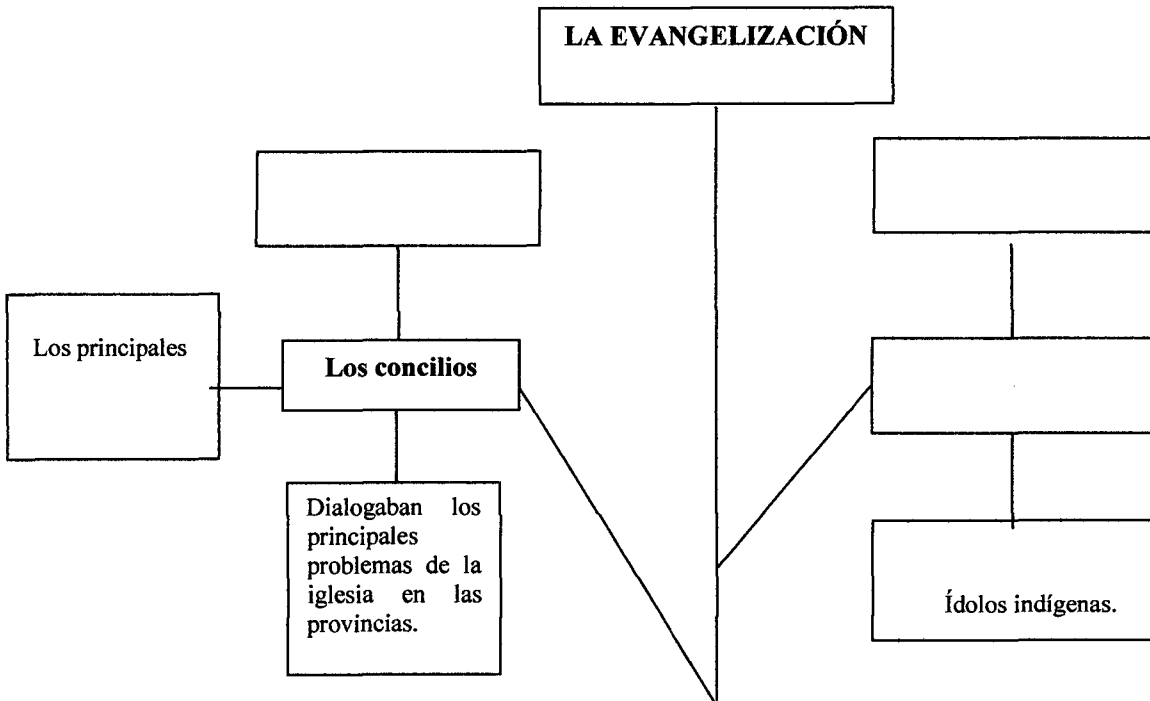 LA EVANGELIZACIÓN
Los principales
Los concilios
Dialogaban los
principales
problemas de la
iglesia en las
provincias.
Ídolos indígenas.